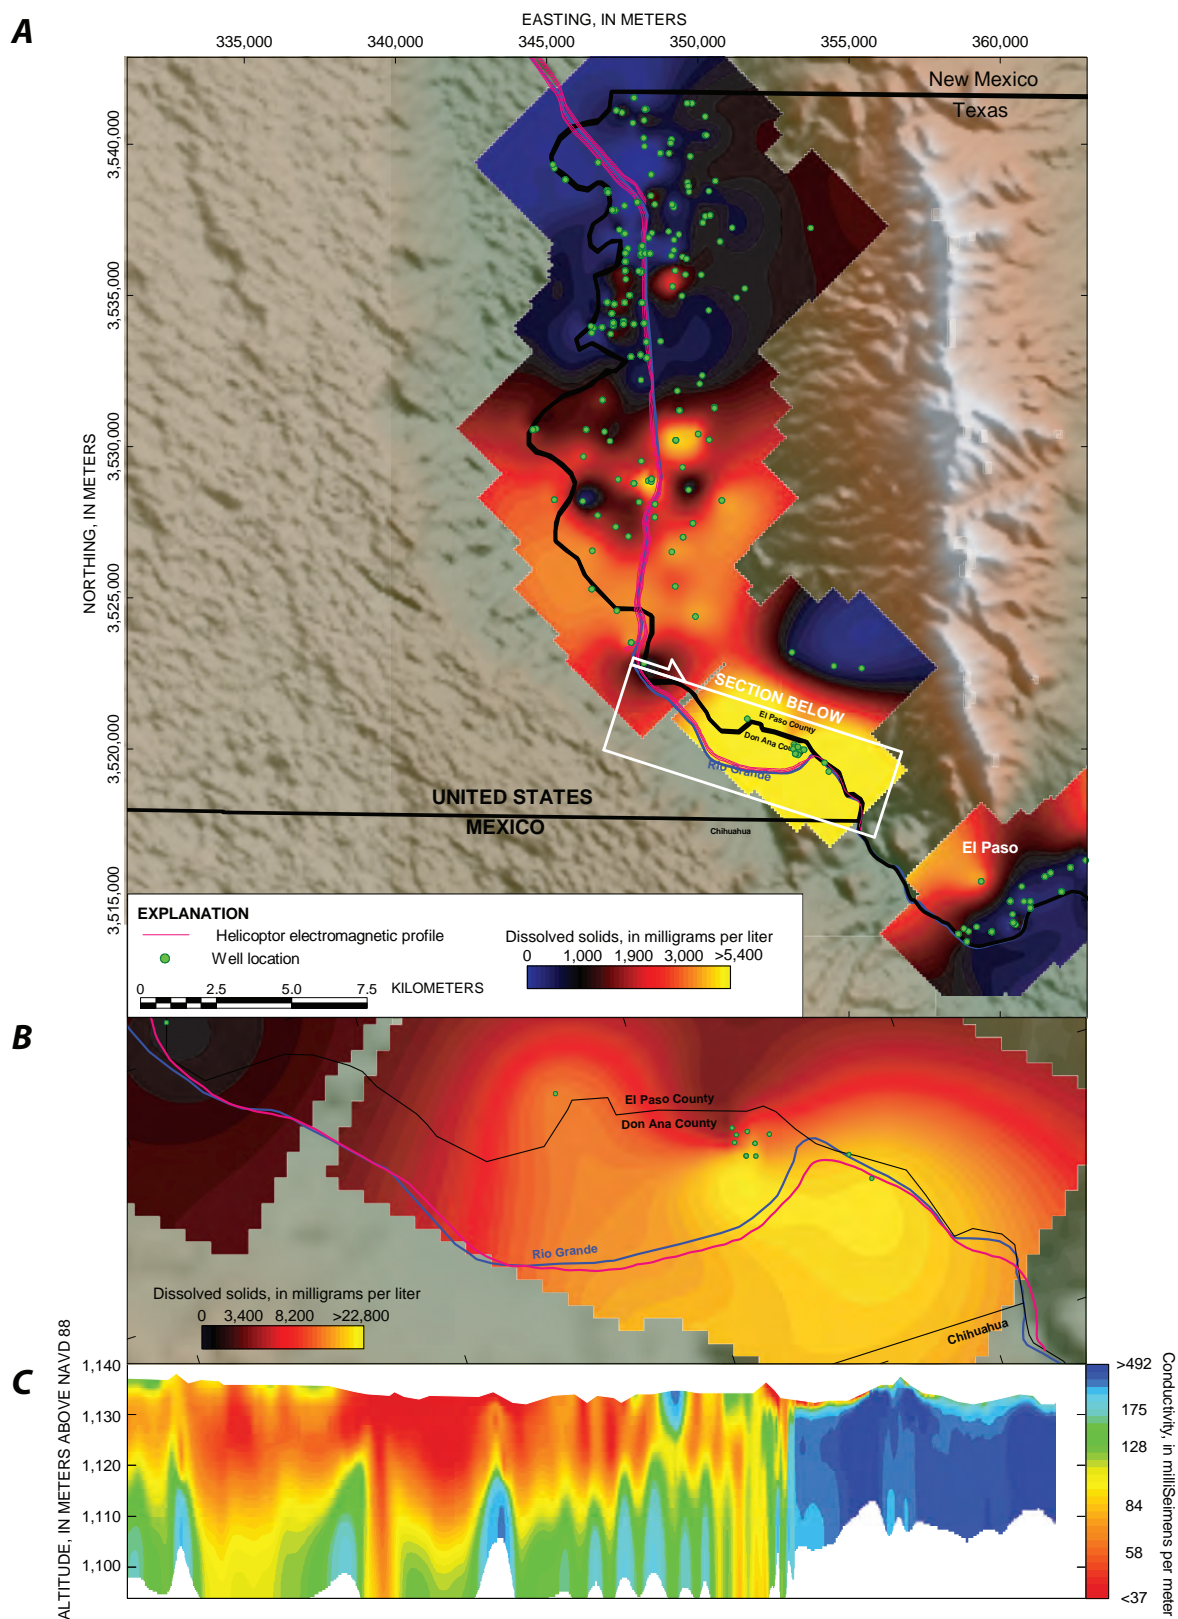 A
EASTING, IN METERS
335,000 340,000 345,000 350,000 355,000 360,000
NORTHING, IN METERS
3,540,000
3,535,000
3,530,000
3,525,000
3,520,000
3,515,000
New Mexico
Texas
SECTION BELOW
El Paso County
Don Ana Cou
Rio Grande
UNITED STATES
MEXICO
Chihuahua
El Paso
EXPLANATION
Helicoptor electromagnetic profile
Well location
0 2.5 5.0 7.5 KILOMETERS
Dissolved solids, in milligrams per liter
0 1,000 1,900 3,000 >5,400
B
El Paso County
Don Ana County
Rio Grande
Chihuahua
Dissolved solids, in milligrams per liter
0 3,400 8,200 >22,800
C
ALTITUDE, IN METERS ABOVE NAVD 88
1,140
1,130
1,120
1,110
1,100
>492
175
128
84
58
<37
Conductivity, in milliSeimens per meter